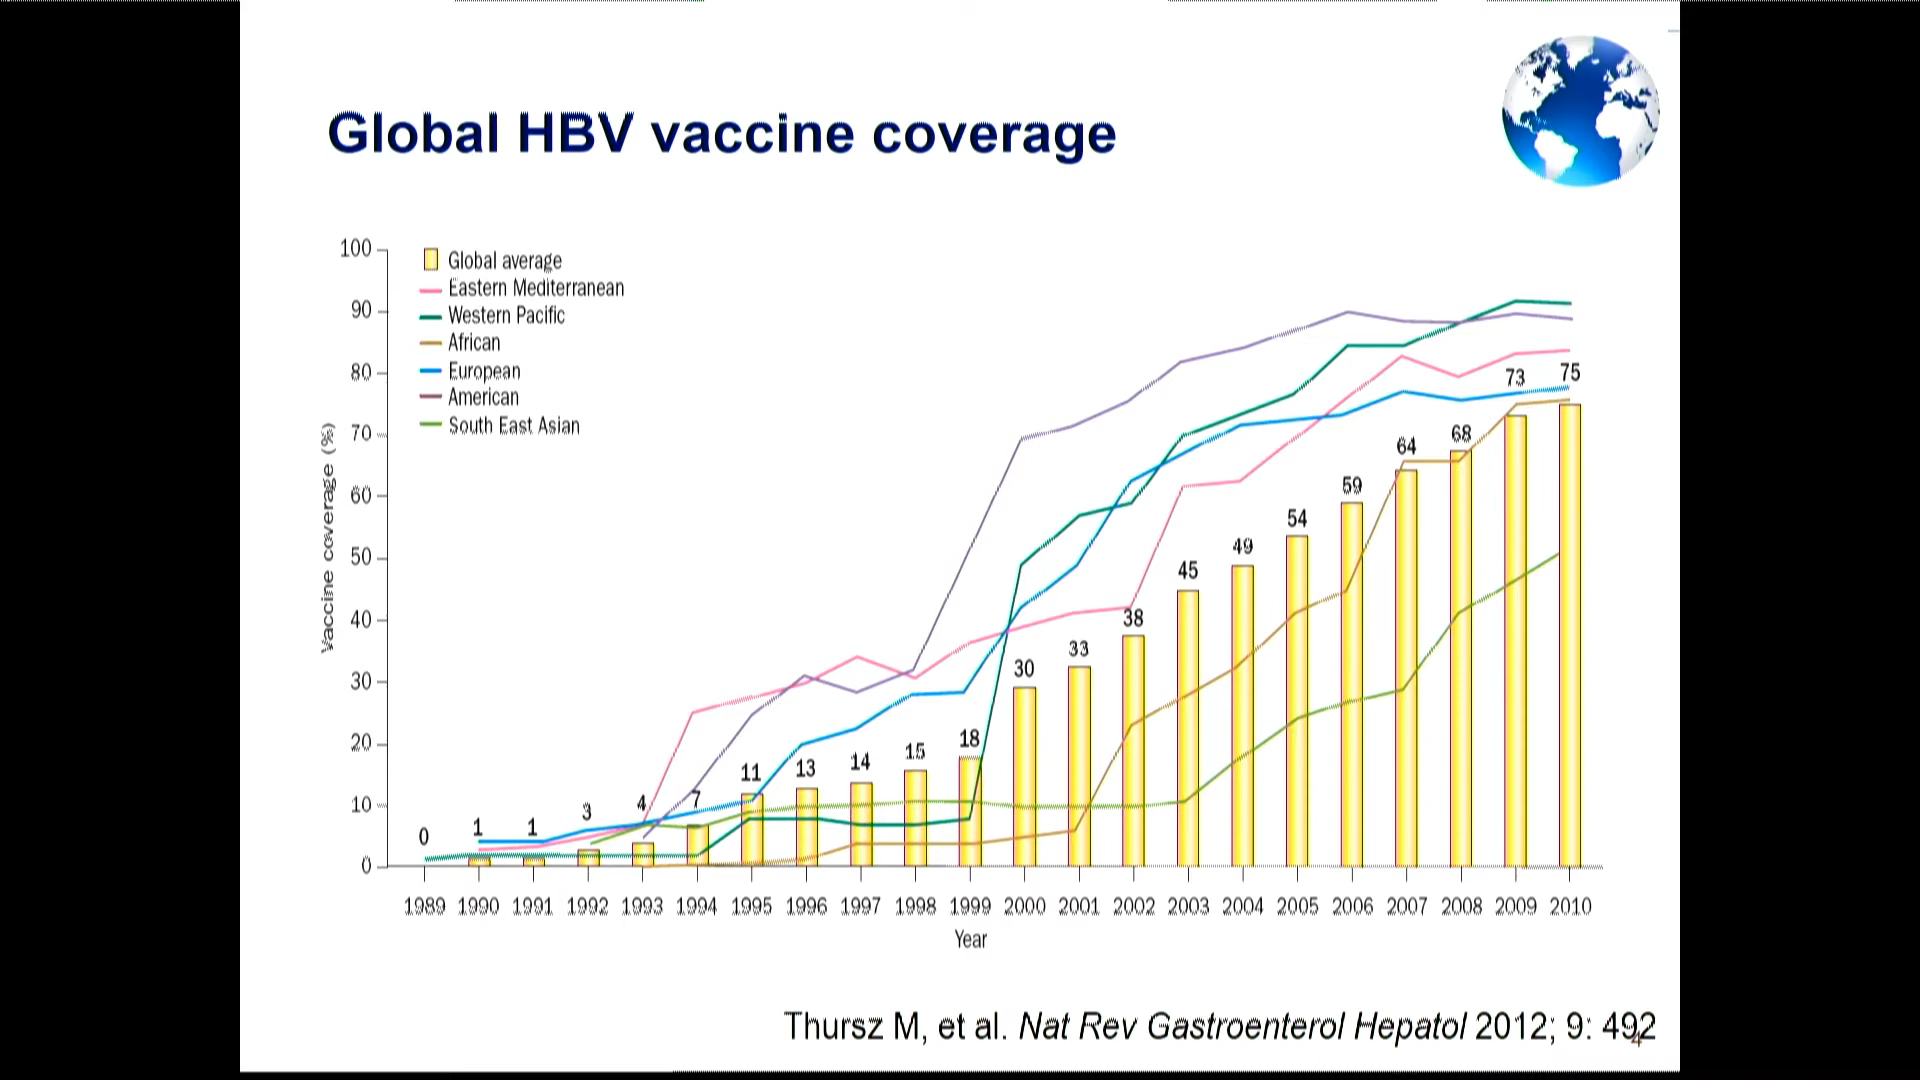 Global HBV vaccine coverage
100
90
80
70
60
50
40
30
20
10
0
Vaccine coverage (%)
Global average
Eastern Mediterranean
Western Pacific
African
European
American
South East Asian
0 1 1 3 4 7 11 13 14 15 18 30 33 38 45 49 54 59 64 68 73 75
1989 1990 1991 1992 1993 1994 1995 1996 1997 1998 1999 2000 2001 2002 2003 2004 2005 2006 2007 2008 2009 2010
Year
Thursz M, et al. Nat Rev Gastroenterol Hepatol 2012; 9: 492
4